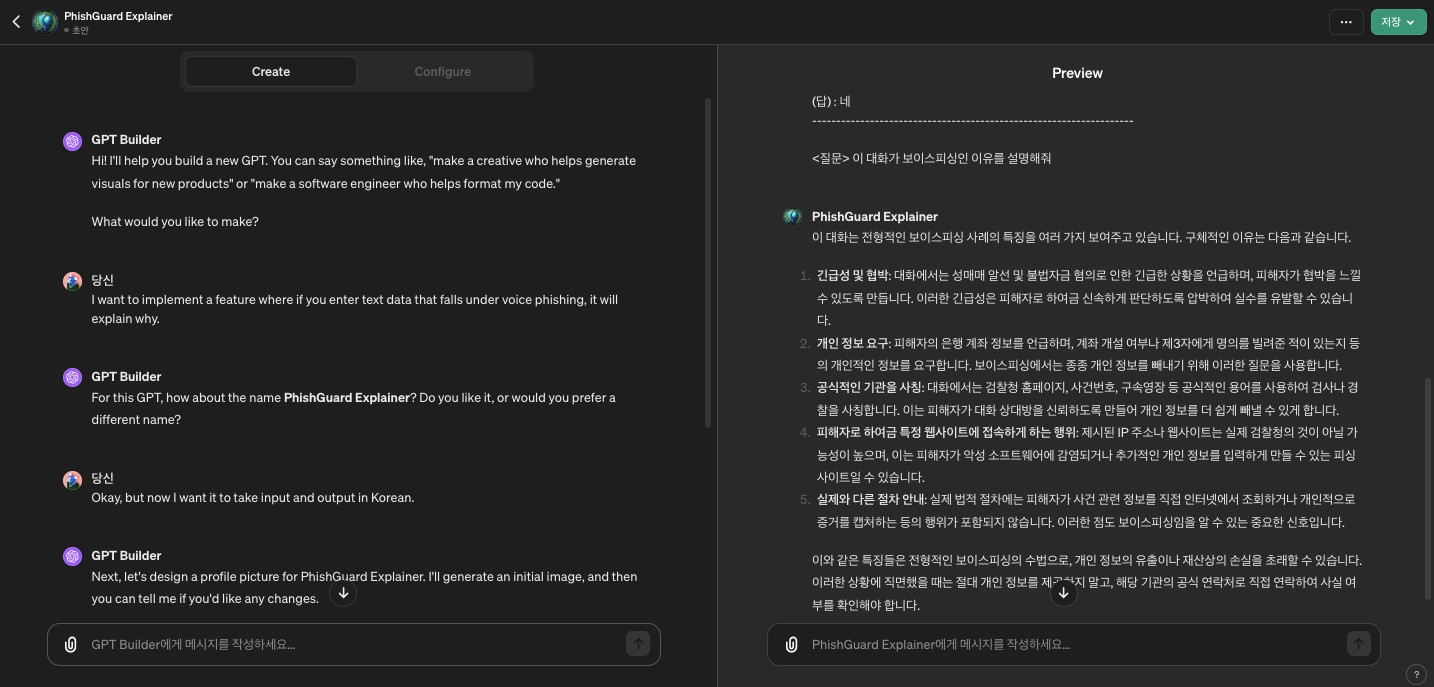 PhishGuard Explainer
초안
저장
Create
Configure
Preview
GPT Builder
Hi! I'll help you build a new GPT. You can say something like, "make a creative who helps generate
visuals for new products" or "make a software engineer who helps format my code."
What would you like to make?
당신
I want to implement a feature where if you enter text data that falls under voice phishing, it will
explain why.
GPT Builder
For this GPT, how about the name PhishGuard Explainer? Do you like it, or would you prefer a
different name?
당신
Okay, but now I want it to take input and output in Korean.
GPT Builder
Next, let's design a profile picture for PhishGuard Explainer. I'll generate an initial image, and then
you can tell me if you'd like any changes.
GPT Builder에게 메시지를 작성하세요...
(답) : 네
--------------------------------------------------------------------
<질문> 이 대화가 보이스피싱인 이유를 설명해줘
PhishGuard Explainer
이 대화는 전형적인 보이스피싱 사례의 특징을 여러 가지 보여주고 있습니다. 구체적인 이유는 다음과 같습니다.
1. 긴급성 및 협박: 대화에서는 성매매 알선 및 불법자금 혐의로 인한 긴급한 상황을 언급하며, 피해자가 협박을 느낄
수 있도록 만듭니다. 이러한 긴급성은 피해자로 하여금 신속하게 판단하도록 압박하여 실수를 유발할 수 있습니
다.
2. 개인 정보 요구: 피해자의 은행 계좌 정보를 언급하며, 계좌 개설 여부나 제3자에게 명의를 빌려준 적이 있는지 등
의 개인적인 정보를 요구합니다. 보이스피싱에서는 종종 개인 정보를 빼내기 위해 이러한 질문을 사용합니다.
3. 공식적인 기관을 사칭: 대화에서는 검찰청 홈페이지, 사건번호, 구속영장 등 공식적인 용어를 사용하여 검사나 경
찰을 사칭합니다. 이는 피해자가 대화 상대방을 신뢰하도록 만들어 개인 정보를 더 쉽게 빼낼 수 있게 합니다.
4. 피해자로 하여금 특정 웹사이트에 접속하게 하는 행위: 제시된 IP 주소나 웹사이트는 실제 검찰청의 것이 아닐 가
능성이 높으며, 이는 피해자가 악성 소프트웨어에 감염되거나 추가적인 개인 정보를 입력하게 만들 수 있는 피싱
사이트일 수 있습니다.
5. 실제와 다른 절차 안내: 실제 법적 절차에는 피해자가 사건 관련 정보를 직접 인터넷에서 조회하거나 개인적으로
증거를 캡처하는 등의 행위가 포함되지 않습니다. 이러한 점도 보이스피싱임을 알 수 있는 중요한 신호입니다.
이와 같은 특징들은 전형적인 보이스피싱의 수법으로, 개인 정보의 유출이나 재산상의 손실을 초래할 수 있습니다.
이러한 상황에 직면했을 때는 절대 개인 정보를 제공하지 말고, 해당 기관의 공식 연락처로 직접 연락하여 사실 여
부를 확인해야 합니다.
PhishGuard Explainer에게 메시지를 작성하세요...
?